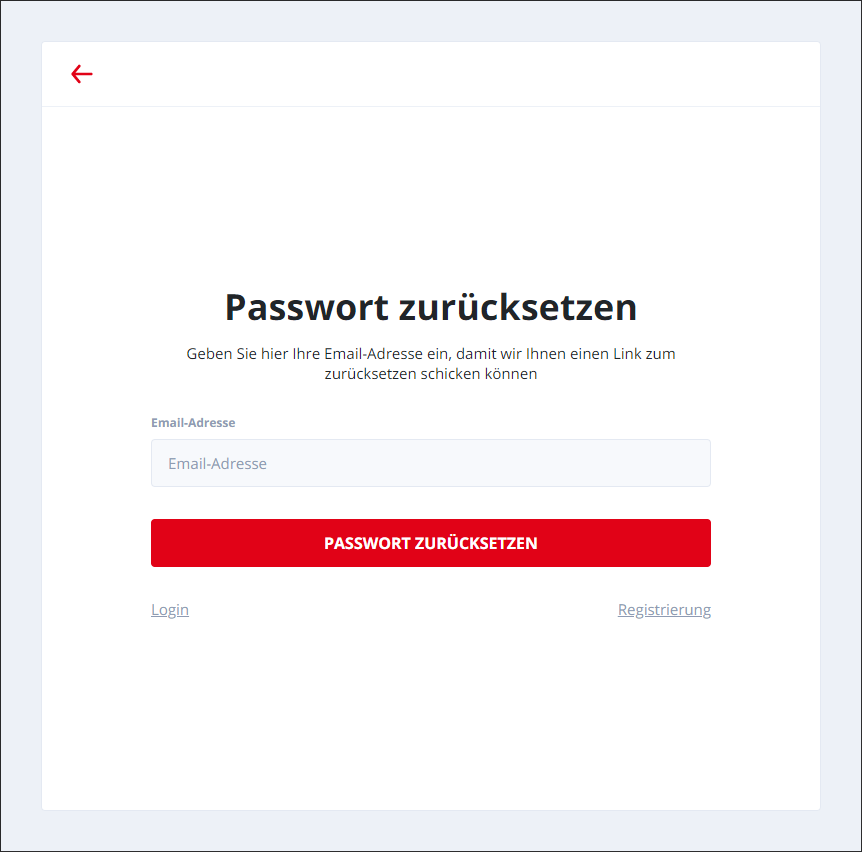 Passwort zurücksetzen
Geben Sie hier Ihre Email-Adresse ein, damit wir Ihnen einen Link zum
zurücksetzen schicken können
Email-Adresse
Email-Adresse
PASSWORT ZURÜCKSETZEN
Login
Registrierung